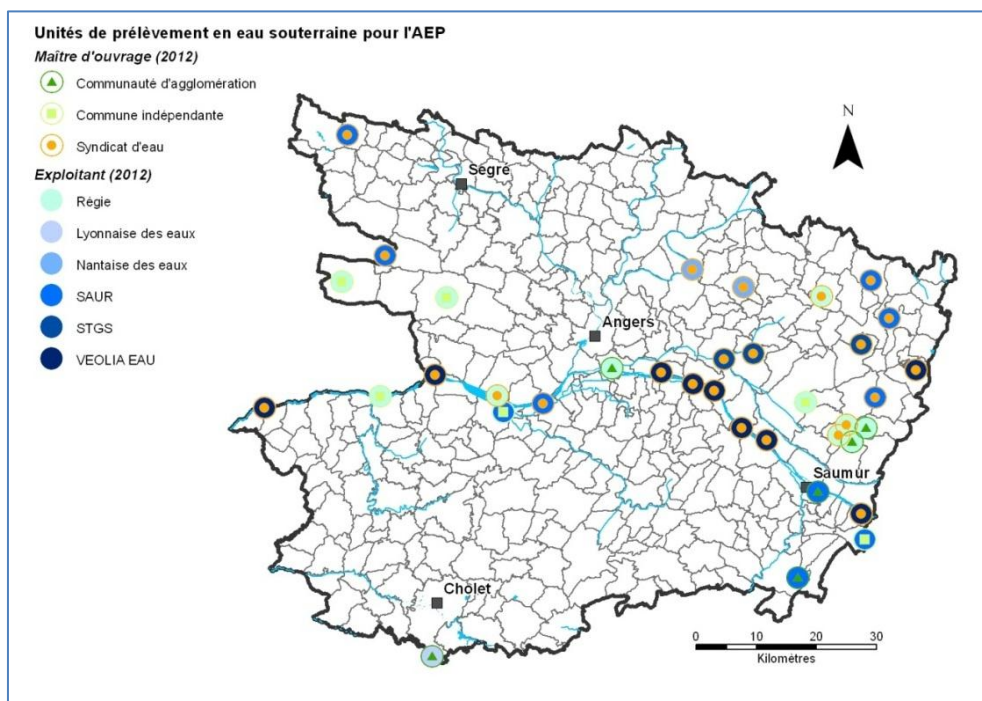 Unités de prélèvement en eau souterraine pour l'AEP
Maître d'ouvrage (2012)
Communauté d'agglomération
Commune indépendante
Syndicat d'eau
Exploitant (2012)
Régie
Lyonnaise des eaux
Nantaise des eaux
SAUR
STGS
VEOLIA EAU
N
Segré
Angers
Saumur
Cholet
0 10 20 30
Kilomètres